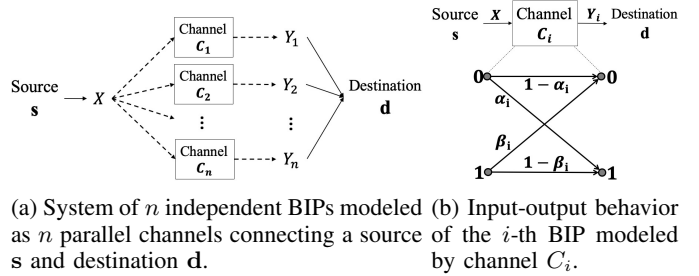 Source
s
X
Channel
C₁
Y₁
Channel
C₂
Y₂
⋮
⋮
Channel
Cₙ
Yₙ
Destination
d
Source
s
X
Channel
Cᵢ
Yᵢ
Destination
d
0
1 − αᵢ
0
αᵢ
βᵢ
1
1 − βᵢ
1
(a) System of n independent BIPs modeled
as n parallel channels connecting a source
s and destination d.
(b) Input-output behavior
of the i-th BIP modeled
by channel Cᵢ.